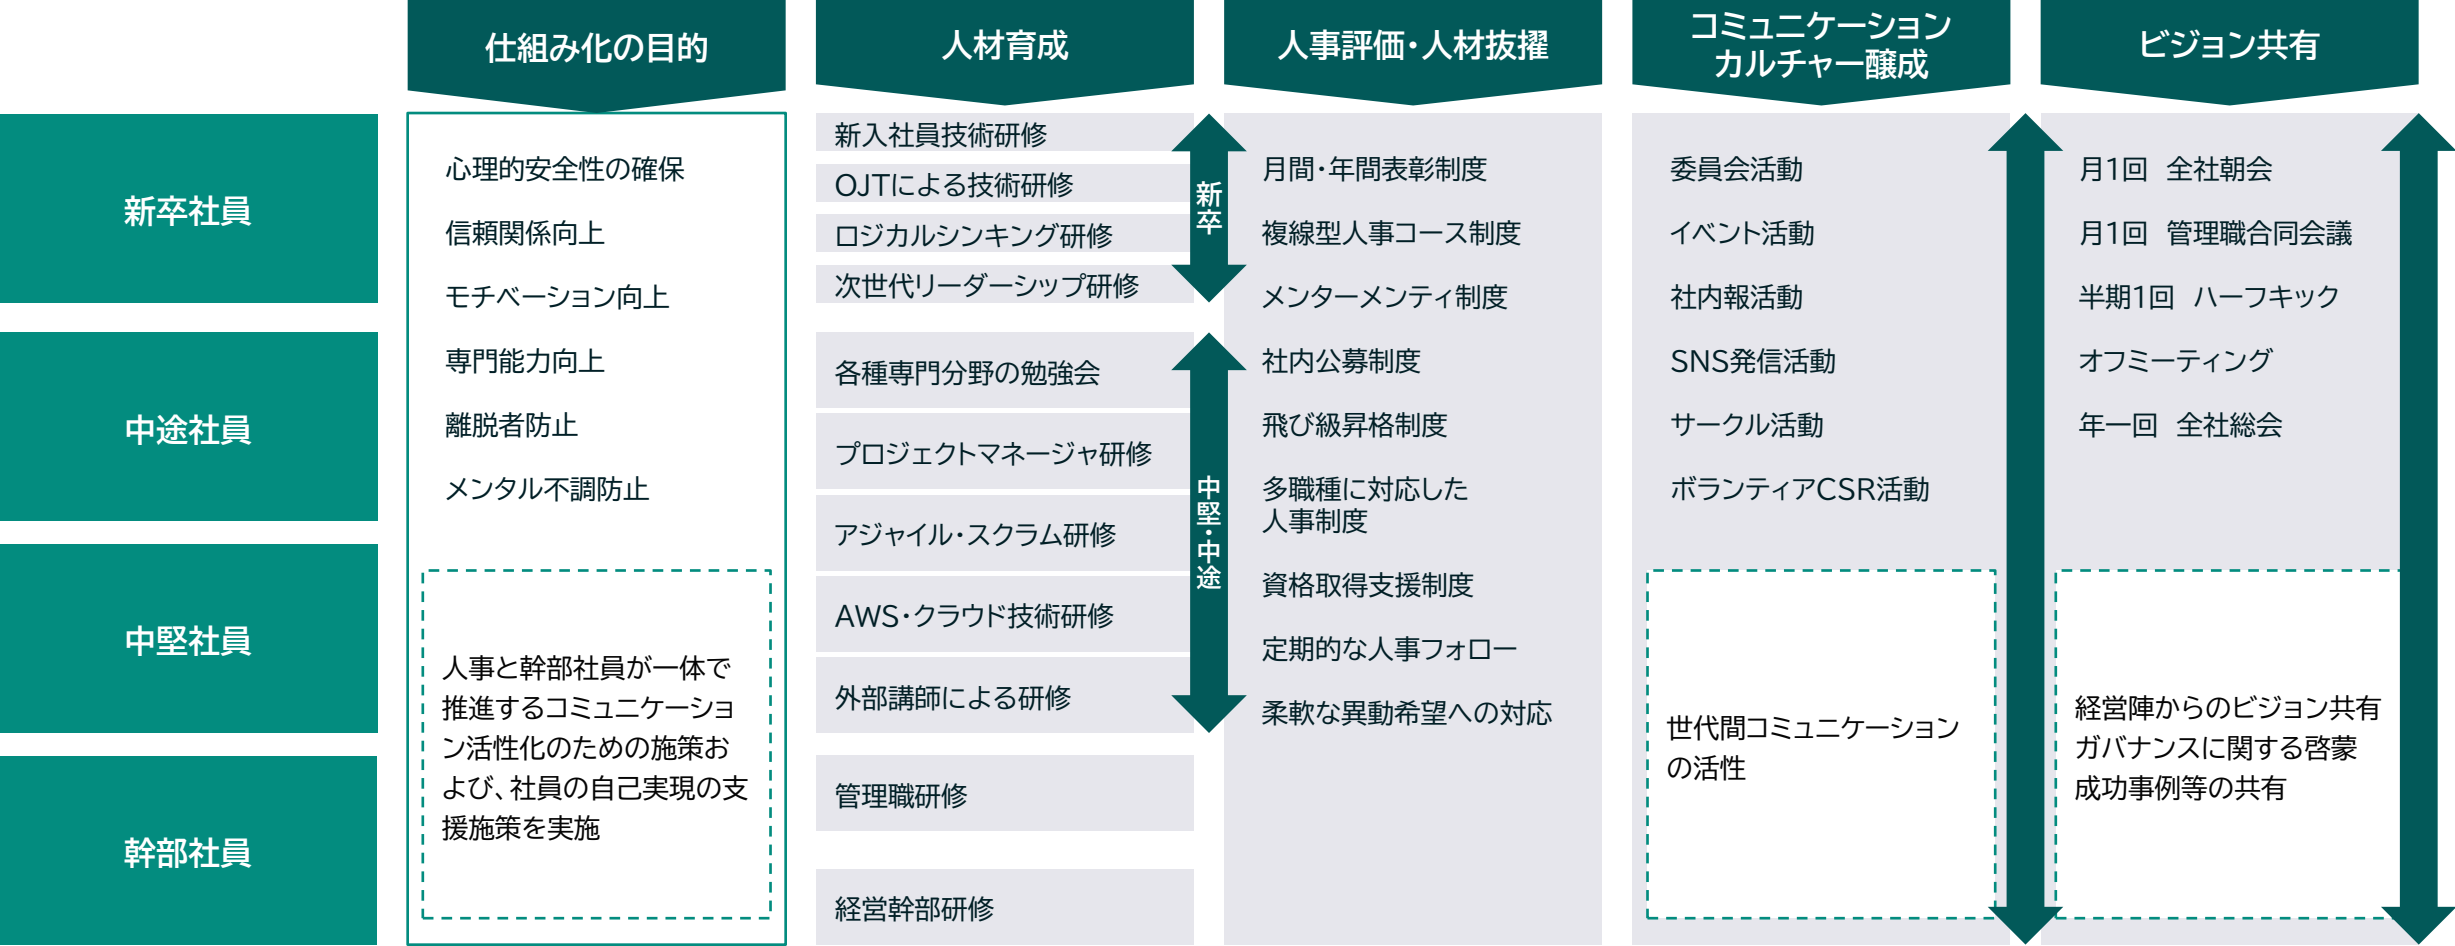 仕組み化の目的
人材育成
人事評価・人材抜擢
コミュニケーション
カルチャー醸成
ビジョン共有
新卒社員
中途社員
中堅社員
幹部社員
心理的安全性の確保
信頼関係向上
モチベーション向上
専門能力向上
離脱者防止
メンタル不調防止
人事と幹部社員が一体で
推進するコミュニケーショ
ン活性化のための施策お
よび、社員の自己実現の支
援施策を実施
新入社員技術研修
OJTによる技術研修
ロジカルシンキング研修
次世代リーダーシップ研修
新卒
各種専門分野の勉強会
プロジェクトマネージャ研修
アジャイル・スクラム研修
AWS・クラウド技術研修
外部講師による研修
中堅・中途
管理職研修
経営幹部研修
月間・年間表彰制度
複線型人事コース制度
メンターメンティ制度
社内公募制度
飛び級昇格制度
多職種に対応した
人事制度
資格取得支援制度
定期的な人事フォロー
柔軟な異動希望への対応
委員会活動
イベント活動
社内報活動
SNS発信活動
サークル活動
ボランティアCSR活動
世代間コミュニケーション
の活性
月1回 全社朝会
月1回 管理職合同会議
半期1回 ハーフキック
オフミーティング
年一回 全社総会
経営陣からのビジョン共有
ガバナンスに関する啓蒙
成功事例等の共有